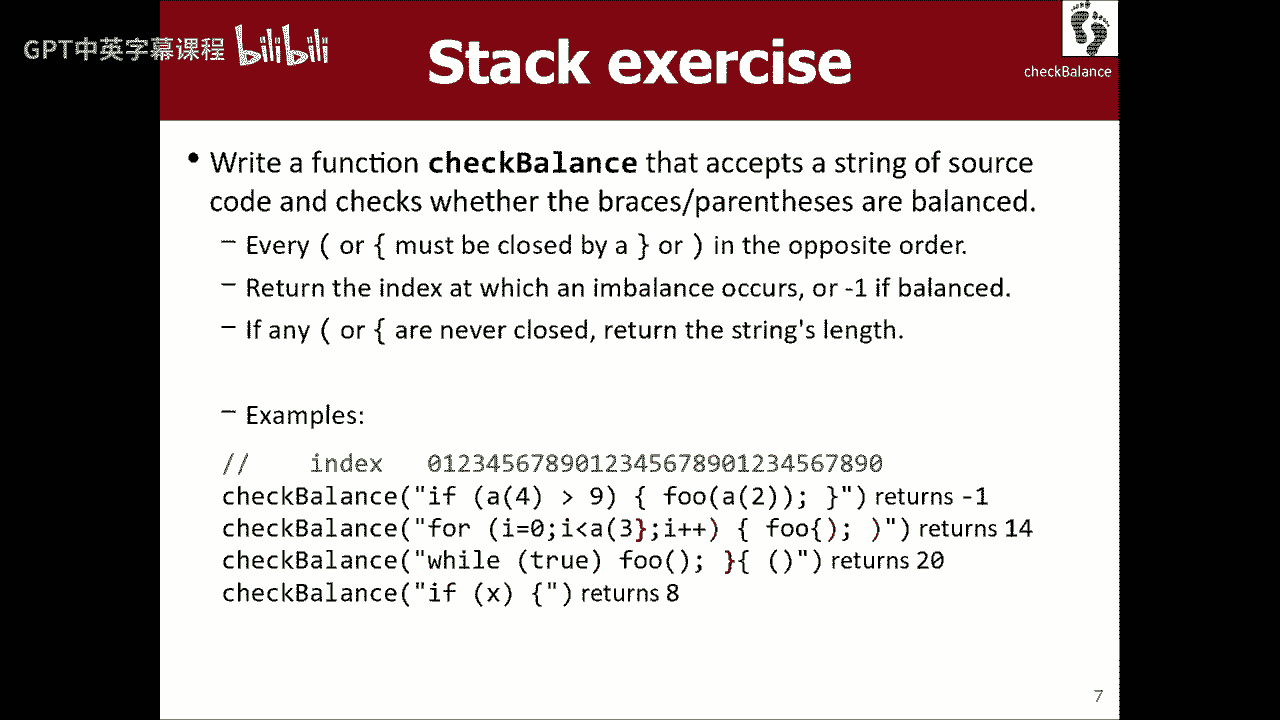 GPT中英字幕课程 bilibili
Stack exercise
checkBalance
• Write a function checkBalance that accepts a string of source
code and checks whether the braces/parentheses are balanced.
– Every ( or { must be closed by a } or ) in the opposite order.
– Return the index at which an imbalance occurs, or -1 if balanced.
– If any ( or { are never closed, return the string's length.
– Examples:
// index 0123456789012345678901234567890
checkBalance("if (a(4) > 9) { foo(a(2)); }") returns -1
checkBalance("for (i=0;i<a(3};i++) { foo{); )") returns 14
checkBalance("while (true) foo(); }{ ()") returns 20
checkBalance("if (x) {") returns 8
7